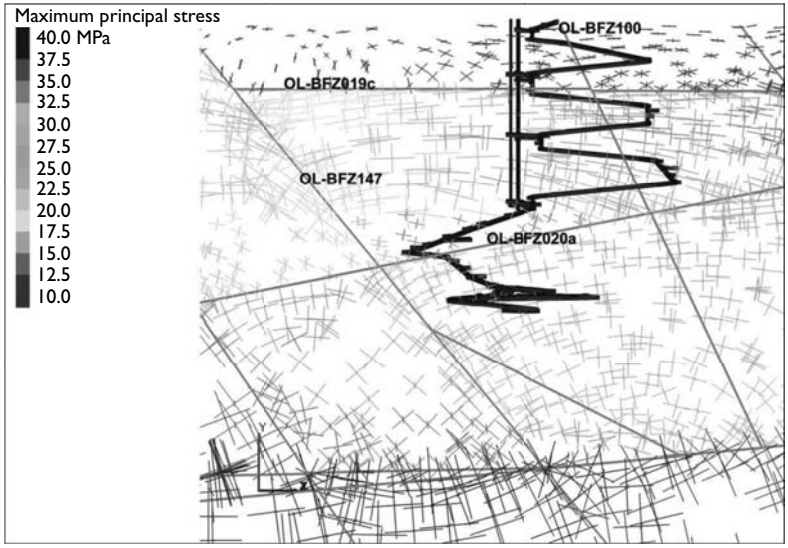 Maximum principal stress
40.0 MPa
37.5
35.0
32.5
30.0
27.5
25.0
22.5
20.0
17.5
15.0
12.5
10.0
OL-BFZ100
OL-BFZ019c
OL-BFZ147
OL-BFZ020a
Y
X